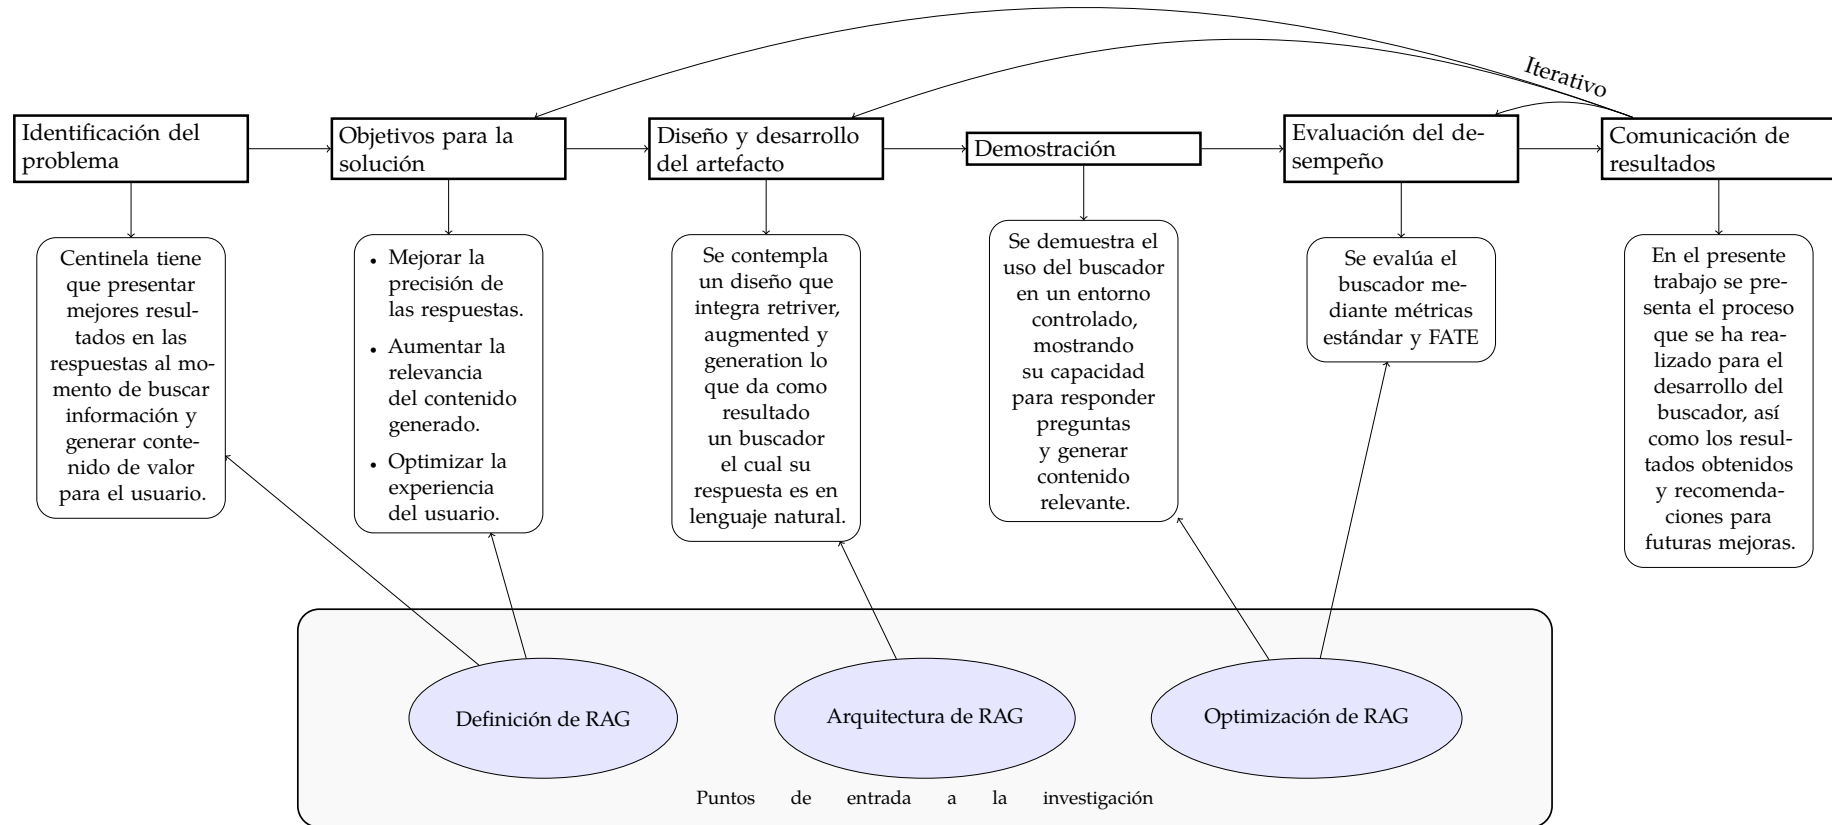 Iterativo
Identificación del
problema
Objetivos para la
solución
Diseño y desarrollo
del artefacto
Demostración
Evaluación del de-
sempeño
Comunicación de
resultados
Centinela tiene
que presentar
mejores resul-
tados en las
respuestas al mo-
mento de buscar
información y
generar conte-
nido de valor
para el usuario.
• Mejorar la
precisión de
las respuestas.
• Aumentar la
relevancia
del contenido
generado.
• Optimizar la
experiencia
del usuario.
Se contempla
un diseño que
integra retriver,
augmented y
generation lo
que da como
resultado
un buscador
el cual su
respuesta es en
lenguaje natural.
Se demuestra el
uso del buscador
en un entorno
controlado,
mostrando
su capacidad
para responder
preguntas
y generar
contenido
relevante.
Se evalúa el
buscador me-
diante métricas
estándar y FATE
En el presente
trabajo se pre-
senta el proceso
que se ha rea-
lizado para el
desarrollo del
buscador, así
como los resul-
tados obtenidos
y recomenda-
ciones para
futuras mejoras.
Definición de RAG
Arquitectura de RAG
Optimización de RAG
Puntos de entrada a la investigación